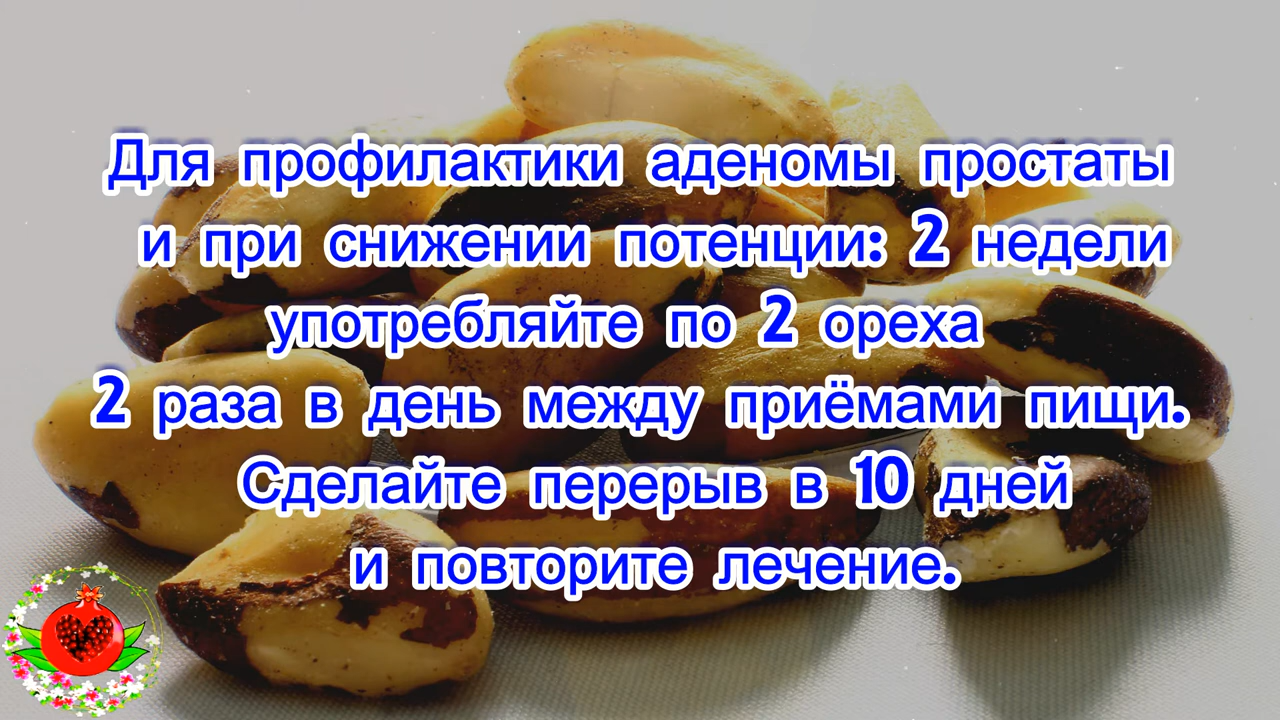 Для профилактики аденомы простаты
и при снижении потенции: 2 недели
употребляйте по 2 ореха
2 раза в день между приёмами пищи.
Сделайте перерыв в 10 дней
и повторите лечение.